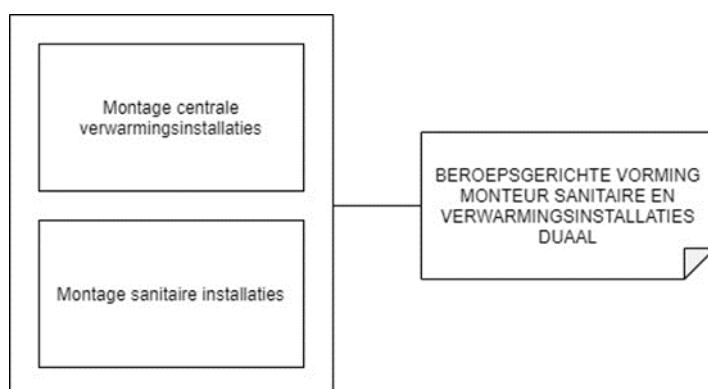 Montage centrale
verwarmingsinstallaties
Montage sanitaire installaties
BEROEPSGERICHTE VORMING
MONTEUR SANITAIRE EN
VERWARMINGSINSTALLATIES
DUAAL